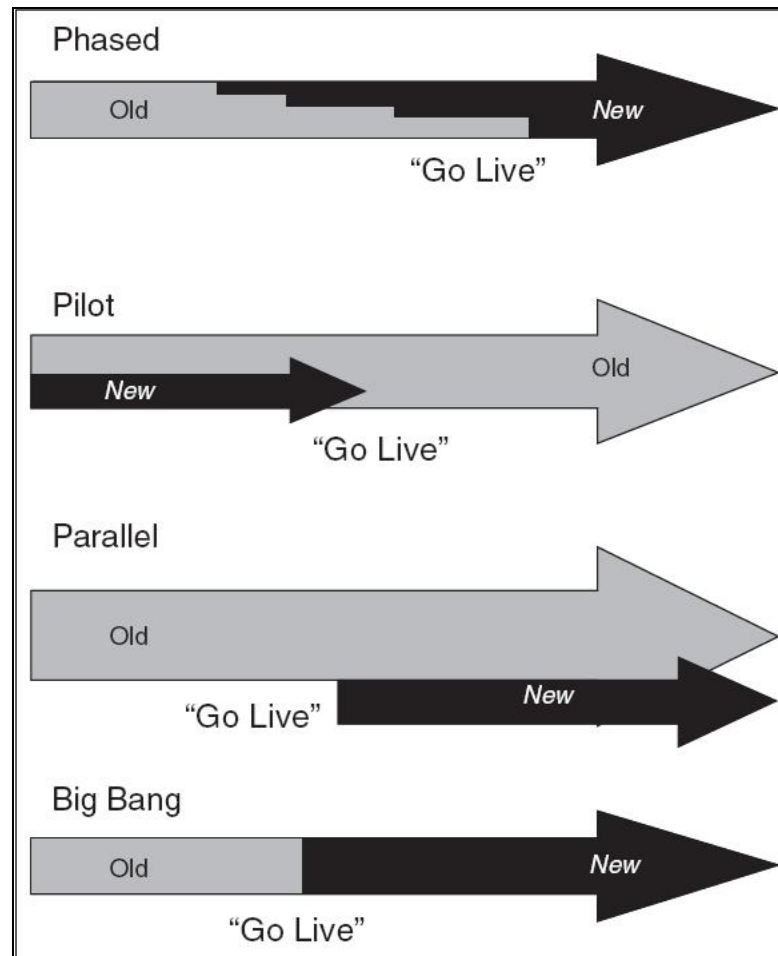 Phased
Old
New
“Go Live”
Pilot
New
Old
“Go Live”
Parallel
Old
New
“Go Live”
Big Bang
Old
New
“Go Live”